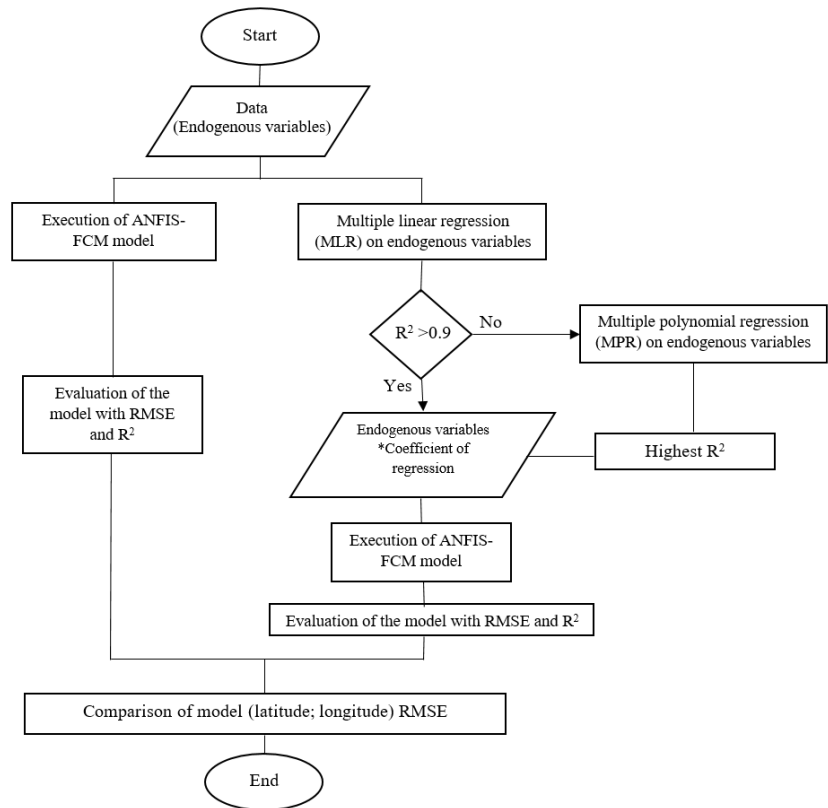 Start
Data
(Endogenous variables)
Execution of ANFIS-
FCM model
Multiple linear regression
(MLR) on endogenous variables
R² >0.9
No
Multiple polynomial regression
(MPR) on endogenous variables
Yes
Evaluation of the
model with RMSE
and R²
Endogenous variables
*Coefficient of
regression
Highest R²
Execution of ANFIS-
FCM model
Evaluation of the model with RMSE and R²
Comparison of model (latitude; longitude) RMSE
End